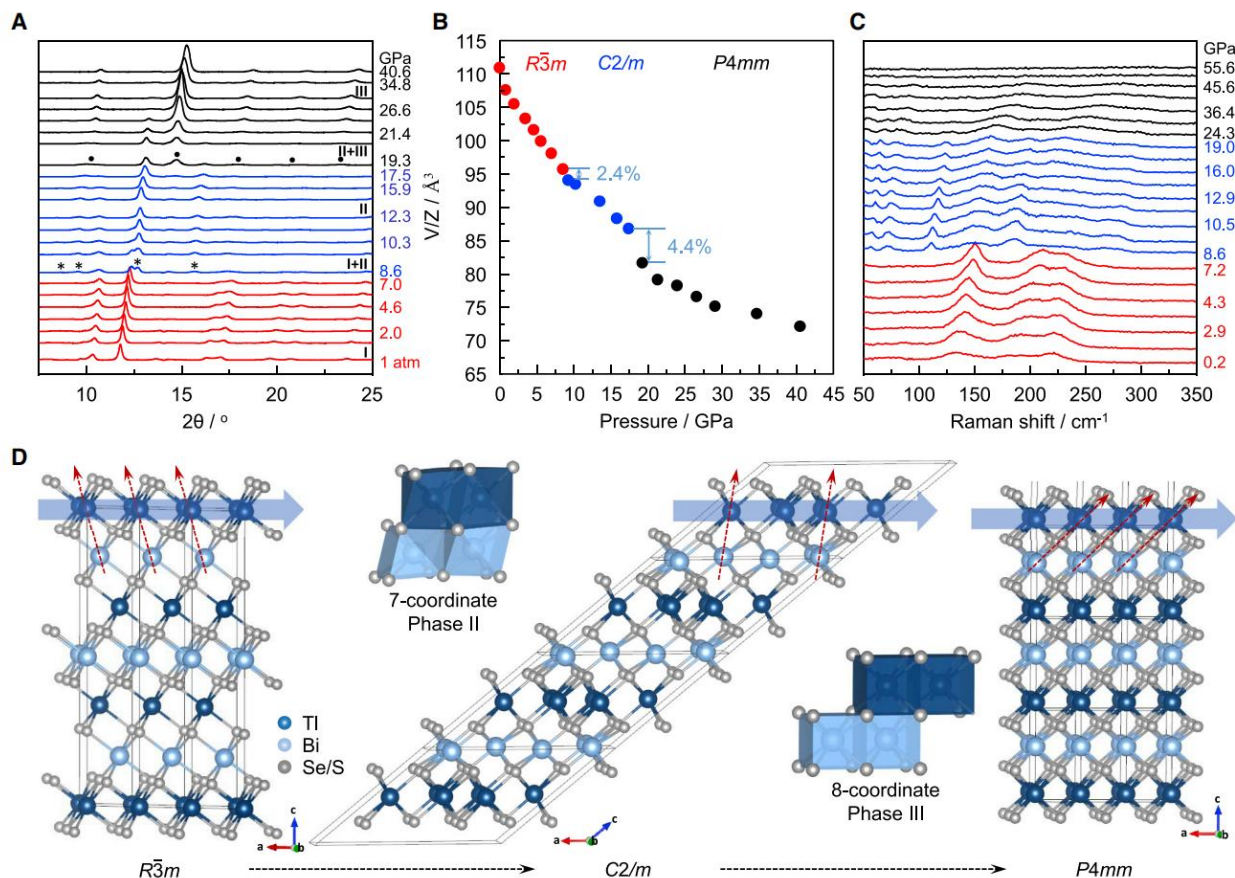 A
GPa
40.6
34.8
III
26.6
21.4
II+III
19.3
17.5
15.9
II
12.3
10.3
I+II
8.6
7.0
4.6
2.0
I
1 atm
* * * *
10 15 20 25
2θ / °
B
R3̅m C2/m P4mm
115
110
105
100
95
90
85
80
75
70
65
V/Z / Å³
2.4%
4.4%
0 5 10 15 20 25 30 35 40 45
Pressure / GPa
C
GPa
55.6
45.6
36.4
24.3
19.0
16.0
12.9
10.5
8.6
7.2
4.3
2.9
0.2
50 100 150 200 250 300 350
Raman shift / cm⁻¹
D
7-coordinate
Phase II
Tl
Bi
Se/S
8-coordinate
Phase III
c
a b
c
a b
c
a b
R3̅m C2/m P4mm